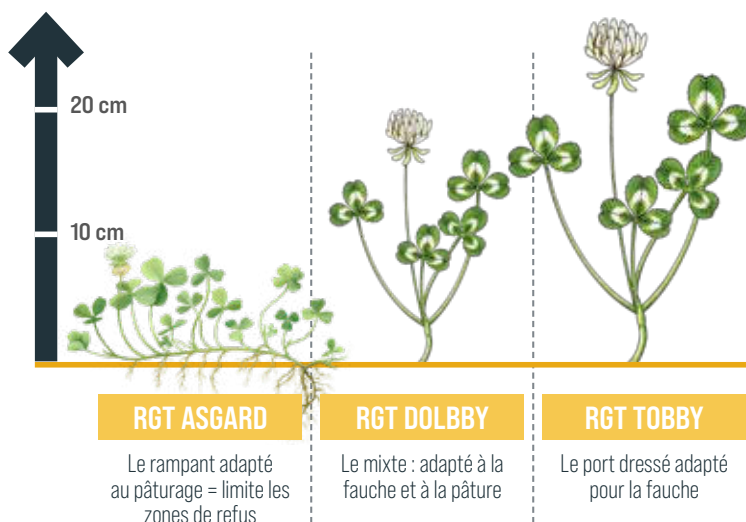 20 cm
10 cm
RGT ASGARD
Le rampant adapté
au pâturage = limite les
zones de refus
RGT DOLBBY
Le mixte : adapté à la
fauche et à la pâture
RGT TOBBY
Le port dressé adapté
pour la fauche